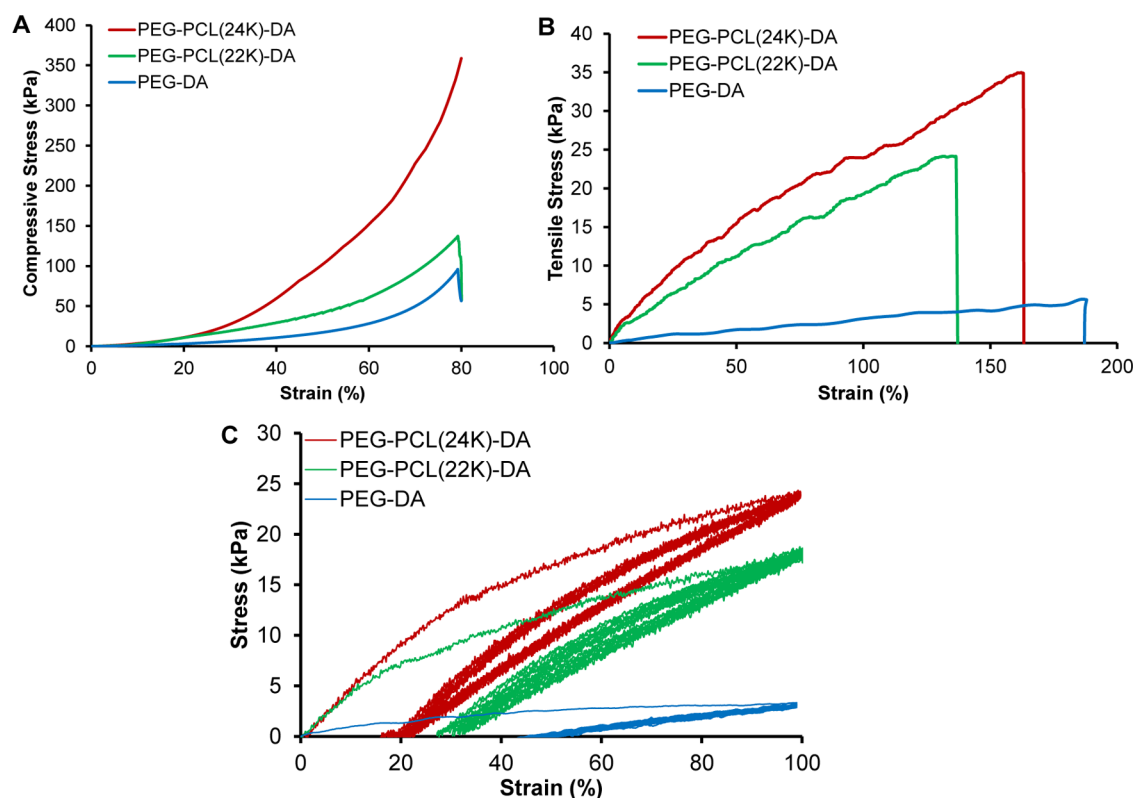 A
PEG-PCL(24K)-DA
PEG-PCL(22K)-DA
PEG-DA
Compressive Stress (kPa)
400
350
300
250
200
150
100
50
0
0 20 40 60 80 100
Strain (%)
B
PEG-PCL(24K)-DA
PEG-PCL(22K)-DA
PEG-DA
Tensile Stress (kPa)
40
35
30
25
20
15
10
5
0
0 50 100 150 200
Strain (%)
C
PEG-PCL(24K)-DA
PEG-PCL(22K)-DA
PEG-DA
Stress (kPa)
30
25
20
15
10
5
0
0 20 40 60 80 100
Strain (%)